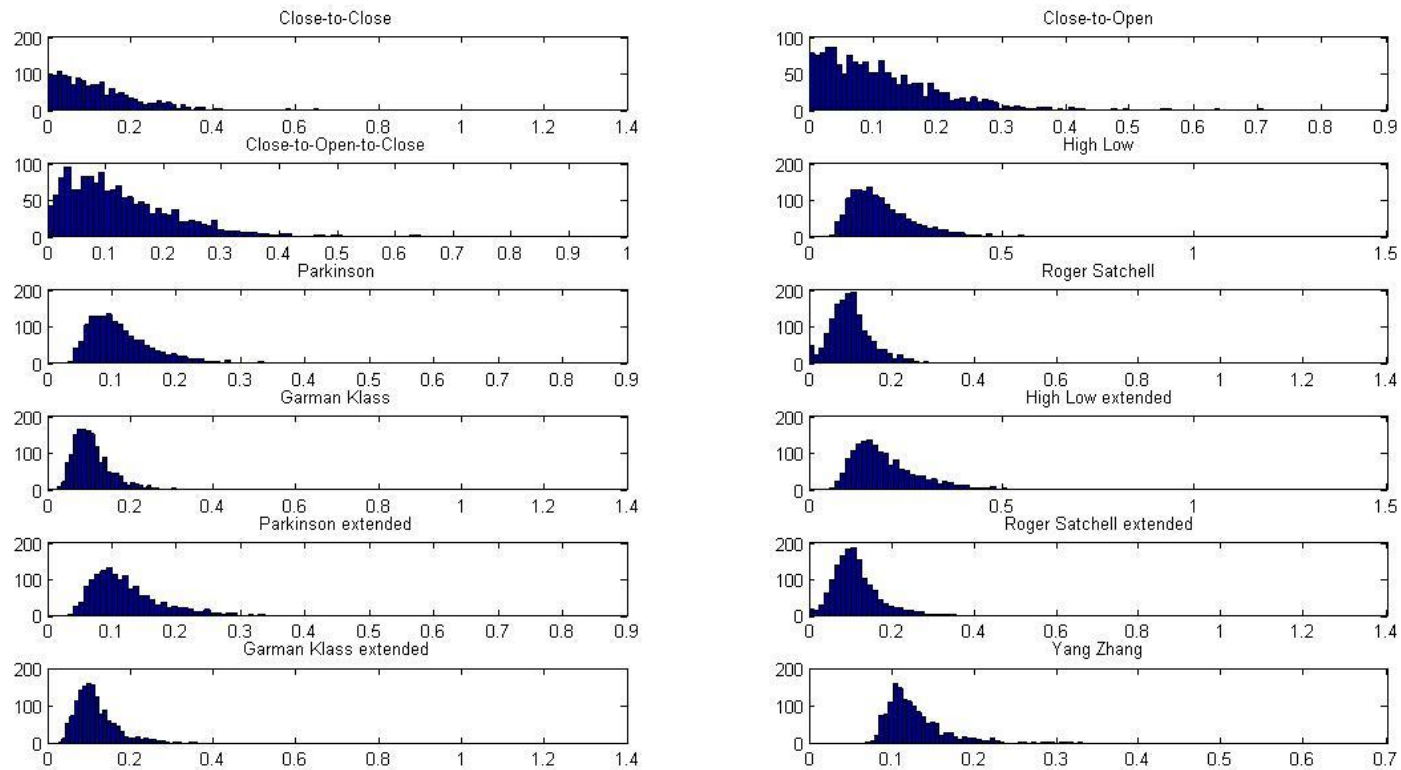 Close-to-Close
200
100
0
0 0.2 0.4 0.6 0.8 1 1.2 1.4
Close-to-Open
100
50
0
0 0.1 0.2 0.3 0.4 0.5 0.6 0.7 0.8 0.9
Close-to-Open-to-Close
100
50
0
0 0.1 0.2 0.3 0.4 0.5 0.6 0.7 0.8 0.9 1
High Low
200
100
0
0 0.5 1 1.5
Parkinson
200
100
0
0 0.1 0.2 0.3 0.4 0.5 0.6 0.7 0.8 0.9
Roger Satchell
200
100
0
0 0.2 0.4 0.6 0.8 1 1.2 1.4
Garman Klass
200
100
0
0 0.2 0.4 0.6 0.8 1 1.2 1.4
High Low extended
200
100
0
0 0.5 1 1.5
Parkinson extended
200
100
0
0 0.1 0.2 0.3 0.4 0.5 0.6 0.7 0.8 0.9
Roger Satchell extended
200
100
0
0 0.2 0.4 0.6 0.8 1 1.2 1.4
Garman Klass extended
200
100
0
0 0.2 0.4 0.6 0.8 1 1.2 1.4
Yang Zhang
200
100
0
0 0.1 0.2 0.3 0.4 0.5 0.6 0.7